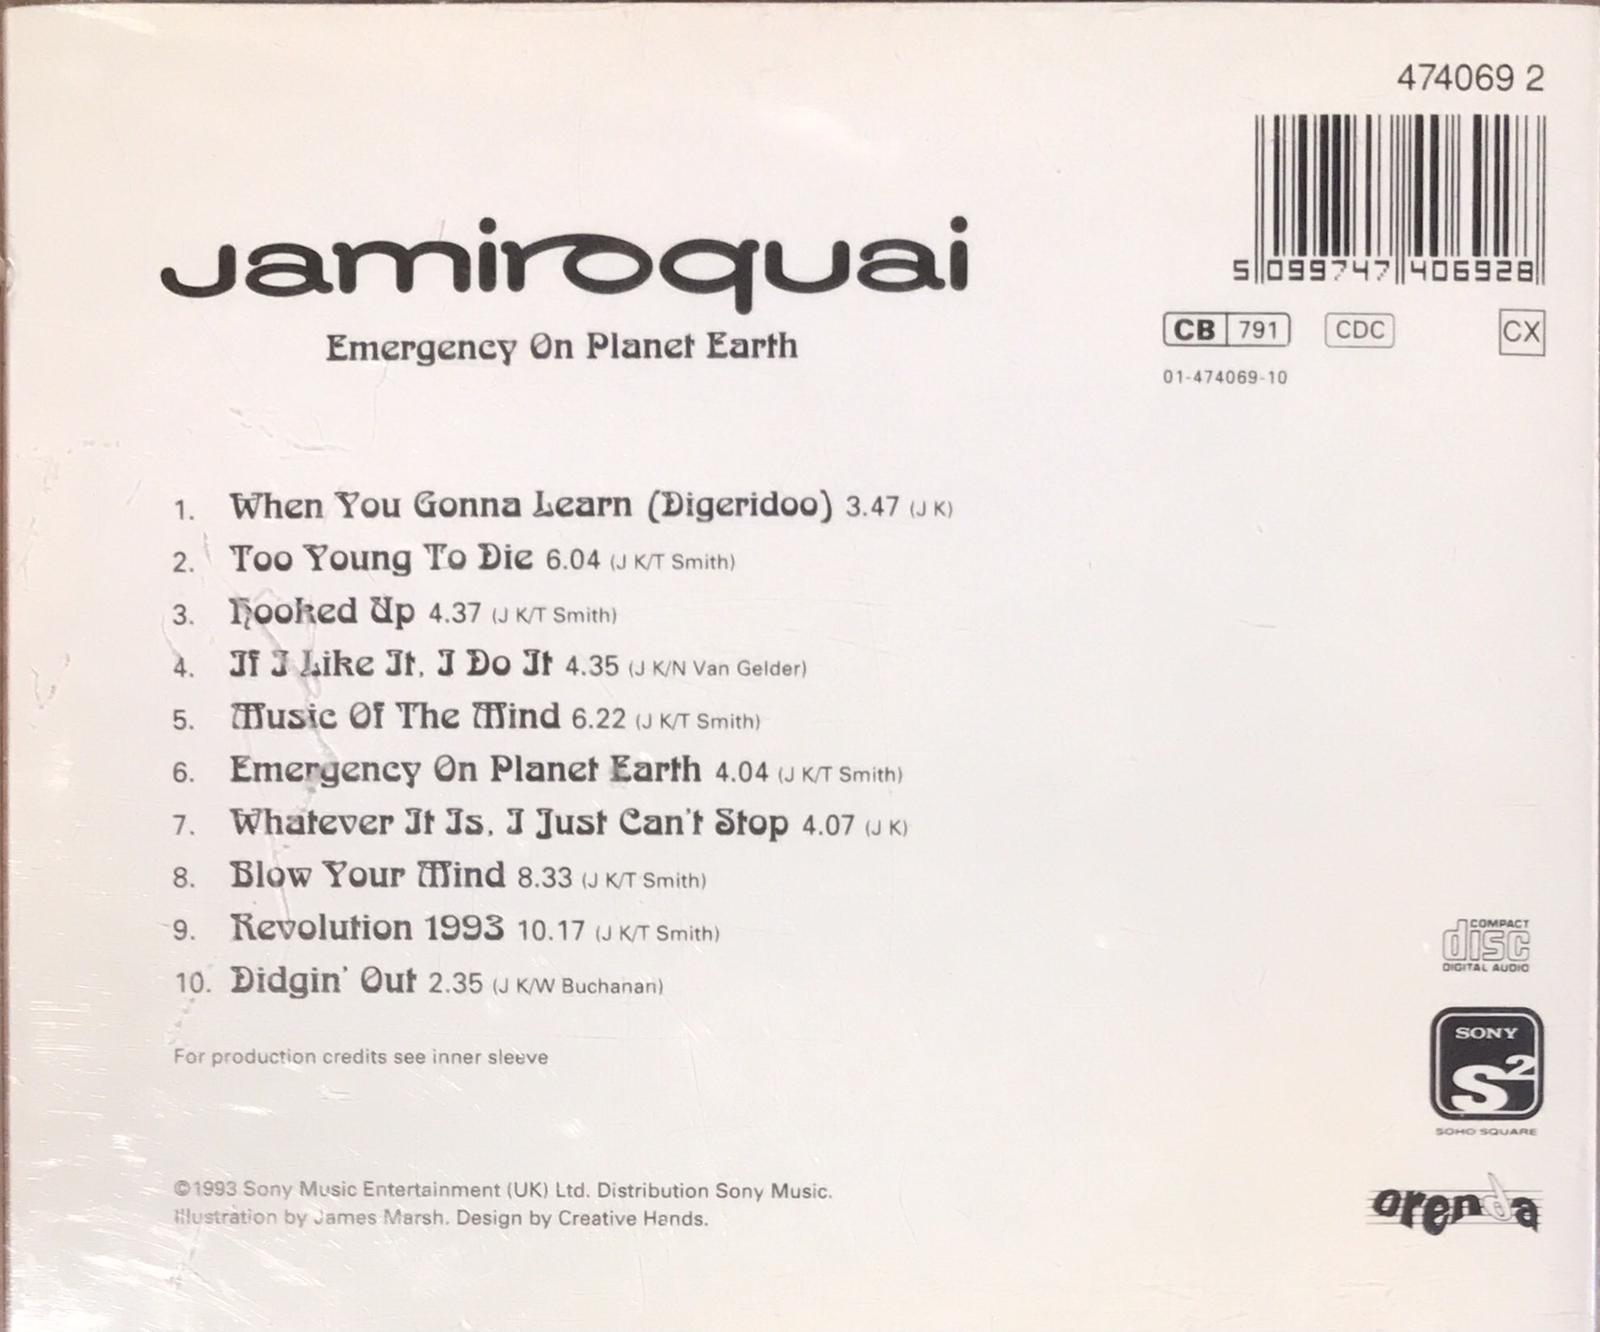 474069 2
5 099747 406928
Jamiroquai
Emergency On Planet Earth
CB 791 CDC CX
01-474069-10
1. When You Gonna Learn (Digeridoo) 3.47 (J K)
2. Too Young To Die 6.04 (J K/T Smith)
3. Hooked Up 4.37 (J K/T Smith)
4. If I Like It, I Do It 4.35 (J K/N Van Gelder)
5. Music Of The Mind 6.22 (J K/T Smith)
6. Emergency On Planet Earth 4.04 (J K/T Smith)
7. Whatever It Is, I Just Can't Stop 4.07 (J K)
8. Blow Your Mind 8.33 (J K/T Smith)
9. Revolution 1993 10.17 (J K/T Smith)
10. Didgin' Out 2.35 (J K/W Buchanan)
For production credits see inner sleeve
COMPACT
disc
DIGITAL AUDIO
SONY
S2
SOHO SQUARE
©1993 Sony Music Entertainment (UK) Ltd. Distribution Sony Music.
Illustration by James Marsh. Design by Creative Hands.
orenda